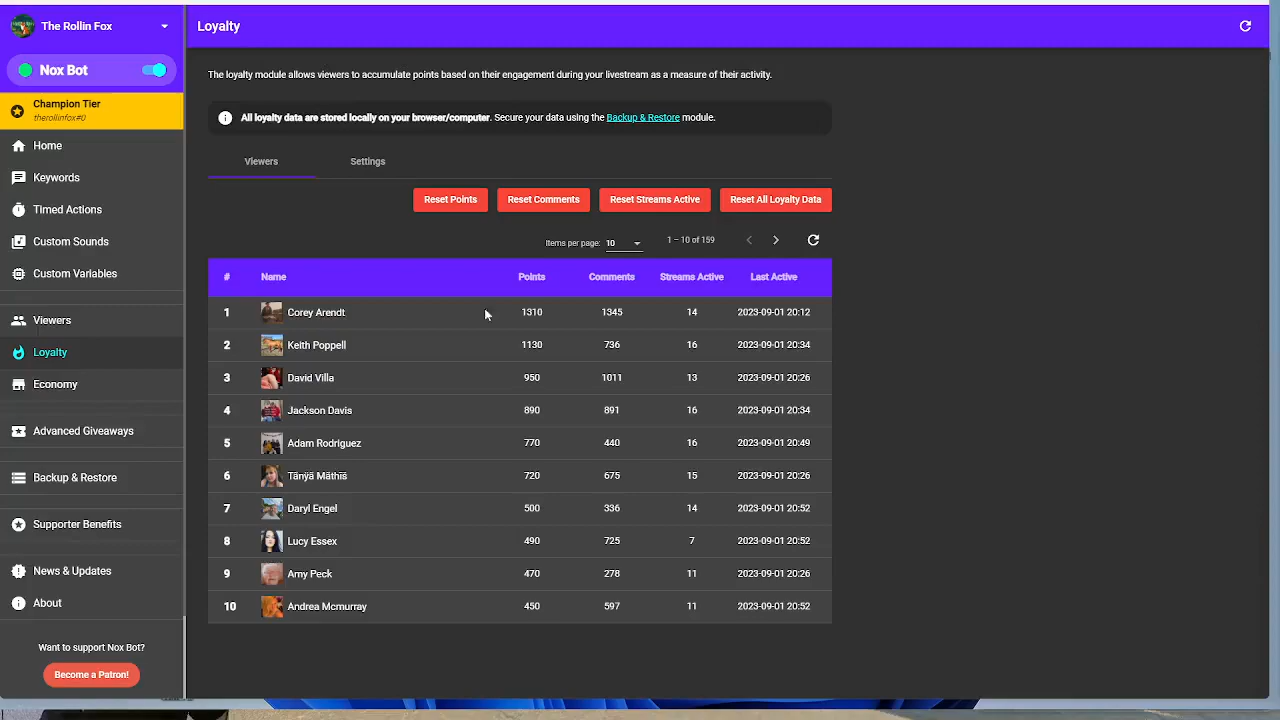 The Rollin Fox
Nox Bot
Champion Tier
therollinfox#0
Home
Keywords
Timed Actions
Custom Sounds
Custom Variables
Viewers
Loyalty
Economy
Advanced Giveaways
Backup & Restore
Supporter Benefits
News & Updates
About
Want to support Nox Bot?
Become a Patron!
Loyalty
The loyalty module allows viewers to accumulate points based on their engagement during your livestream as a measure of their activity.
All loyalty data are stored locally on your browser/computer. Secure your data using the Backup & Restore module.
Viewers Settings
Reset Points Reset Comments Reset Streams Active Reset All Loyalty Data
Items per page: 10 1 – 10 of 159
# Name Points Comments Streams Active Last Active
1 Corey Arendt 1310 1345 14 2023-09-01 20:12
2 Keith Poppell 1130 736 16 2023-09-01 20:34
3 David Villa 950 1011 13 2023-09-01 20:26
4 Jackson Davis 890 891 16 2023-09-01 20:34
5 Adam Rodriguez 770 440 16 2023-09-01 20:49
6 Tänÿä Mäthïs 720 675 15 2023-09-01 20:26
7 Daryl Engel 500 336 14 2023-09-01 20:52
8 Lucy Essex 490 725 7 2023-09-01 20:52
9 Amy Peck 470 278 11 2023-09-01 20:26
10 Andrea Mcmurray 450 597 11 2023-09-01 20:52